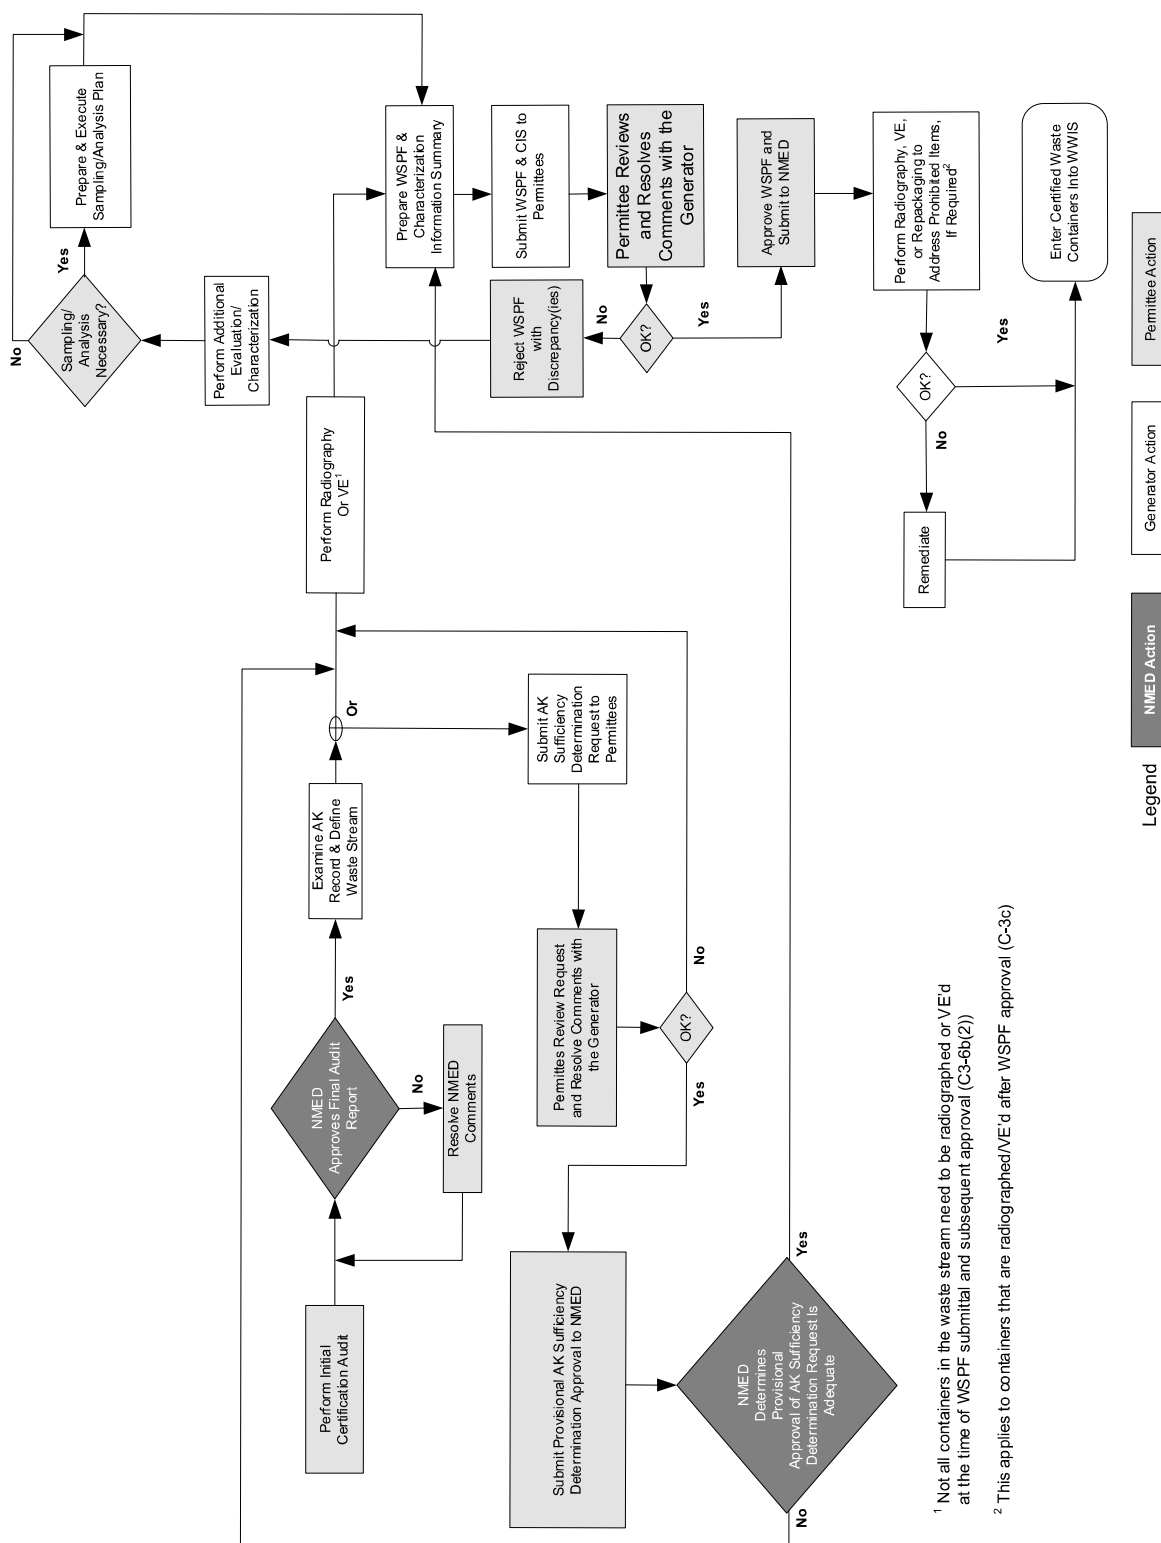 Perform Initial
Certification Audit
NMED
Approves Final Audit
Report
Yes
No
Resolve NMED
Comments
Examine AK
Record & Define
Waste Stream
Or
Submit AK
Sufficiency
Determination
Request to
Permittees
Permittes Review Request
and Resolve Comments with
the Generator
OK?
No
Yes
Submit Provisional AK Sufficiency
Determination Approval to NMED
NMED
Determines
Provisional
Approval of AK Sufficiency
Determination Request Is
Adequate
No
Yes
Perform Radiography
Or VE1
Prepare WSPF &
Characterization
Information Summary
Submit WSPF & CIS to
Permittees
Permittee Reviews
and Resolves
Comments with the
Generator
OK?
No
Yes
Reject WSPF
with
Discrepancy(ies)
Perform Additional
Evaluation/
Characterization
Sampling/
Analysis
Necessary?
No
Yes
Prepare & Execute
Sampling/Analysis Plan
Approve WSPF and
Submit to NMED
Perform Radiography, VE,
or Repackaging to
Address Prohibited Items,
If Required2
OK?
No
Yes
Remediate
Enter Certified Waste
Containers Into WWIS
1 Not all containers in the waste stream need to be radiographed or VE'd
at the time of WSPF submittal and subsequent approval (C3-6b(2))
2 This applies to containers that are radiographed/VE'd after WSPF approval (C-3c)
Legend
NMED Action
Generator Action
Permittee Action